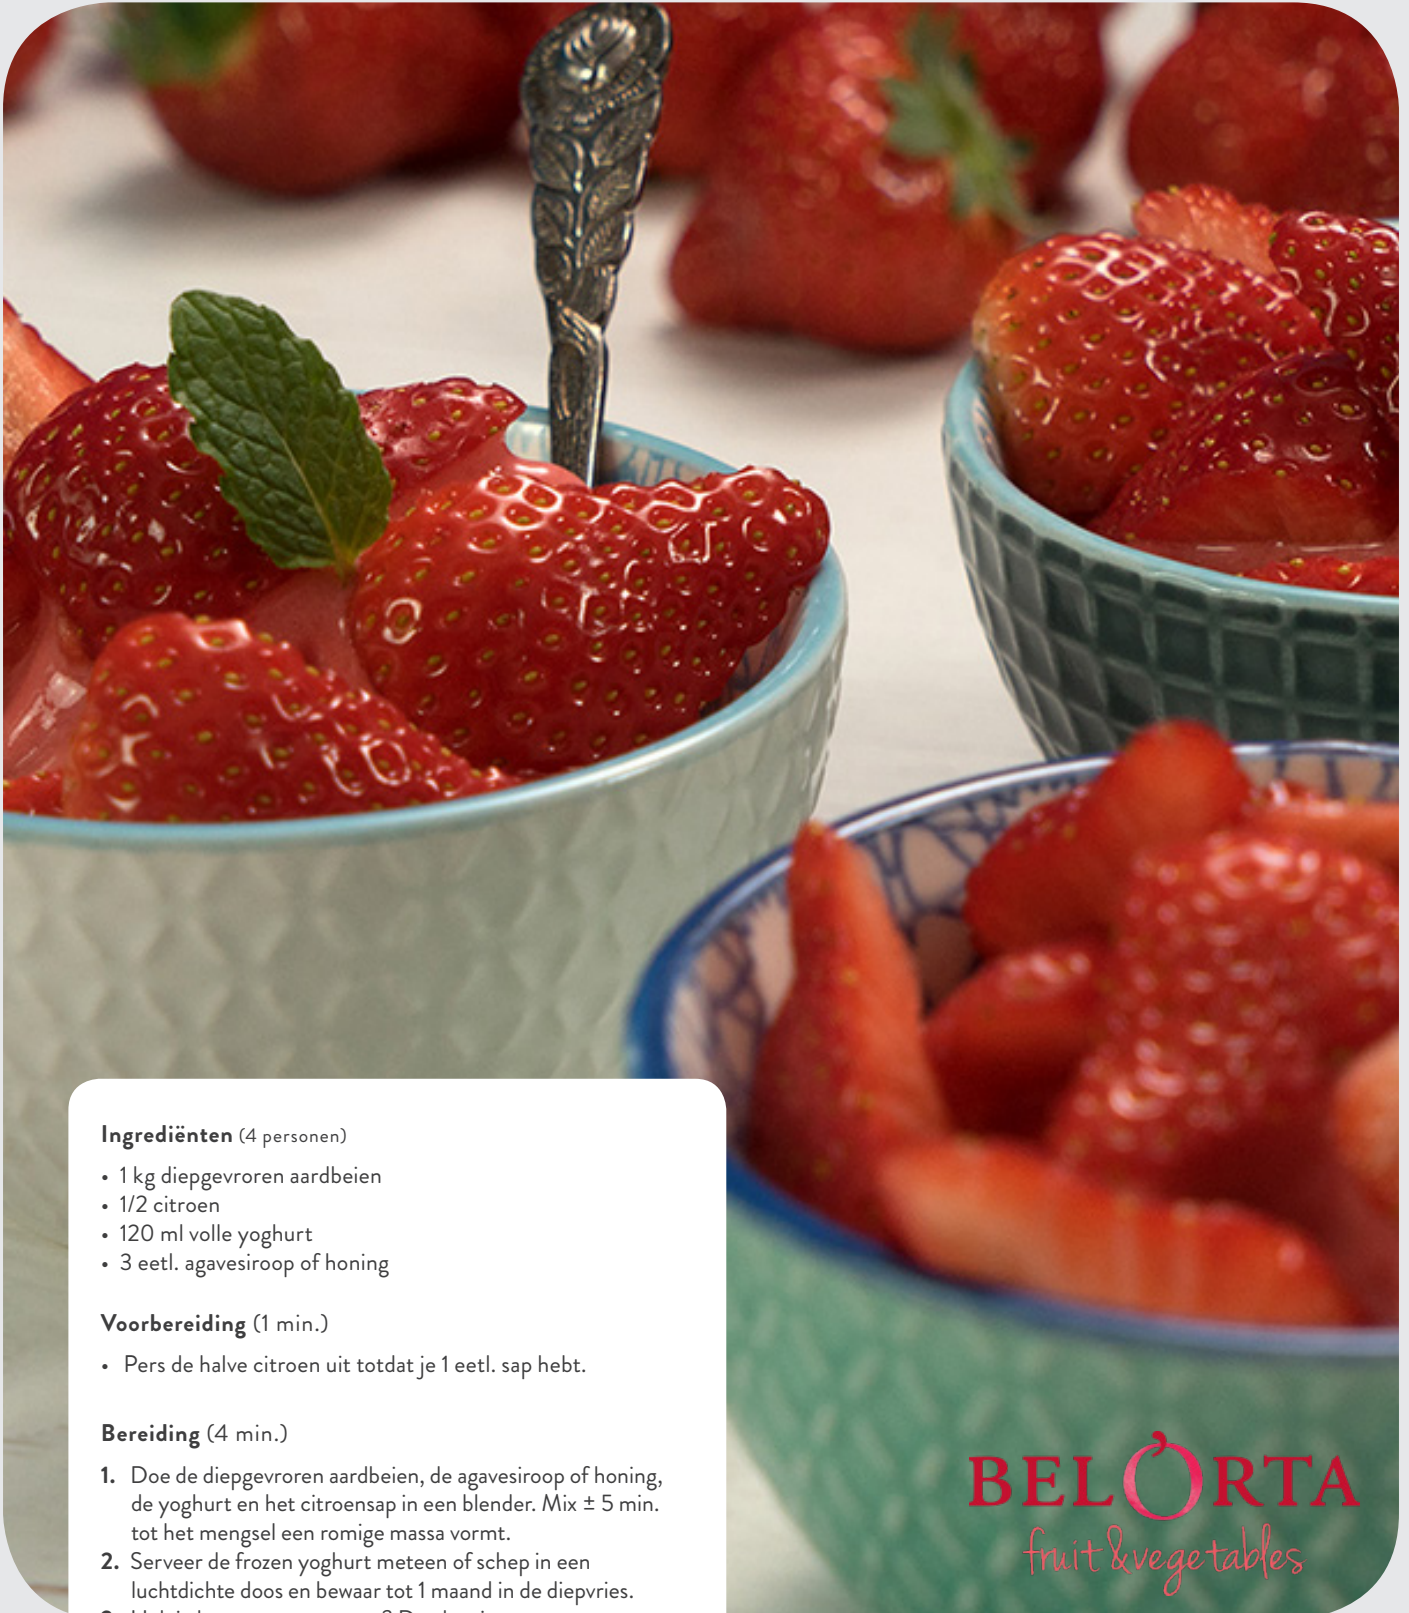 Ingrediënten (4 personen)
• 1 kg diepgevroren aardbeien
• 1/2 citroen
• 120 ml volle yoghurt
• 3 eetl. agavesiroop of honing
Voorbereiding (1 min.)
• Pers de halve citroen uit totdat je 1 eetl. sap hebt.
Bereiding (4 min.)
1. Doe de diepgevroren aardbeien, de agavesiroop of honing,
de yoghurt en het citroensap in een blender. Mix ± 5 min.
tot het mengsel een romige massa vormt.
2. Serveer de frozen yoghurt meteen of schep in een
luchtdichte doos en bewaar tot 1 maand in de diepvries.
BELORTA
fruit & vegetables